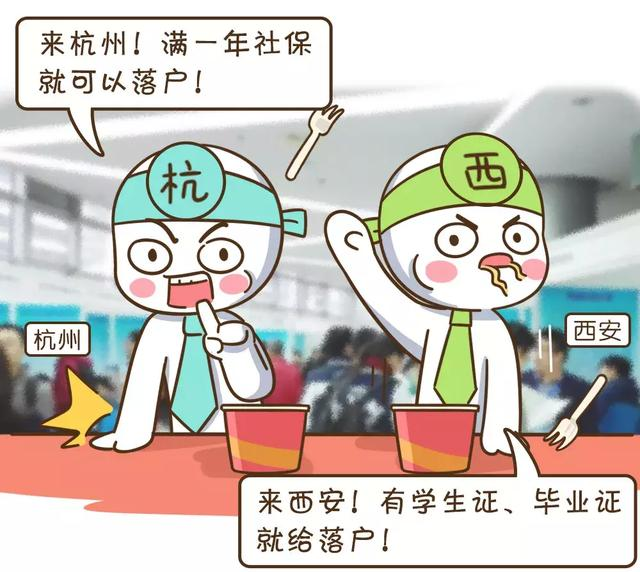 来杭州！满一年社保
就可以落户！
杭
西
杭州
西安
来西安！有学生证、毕业证
就给落户！